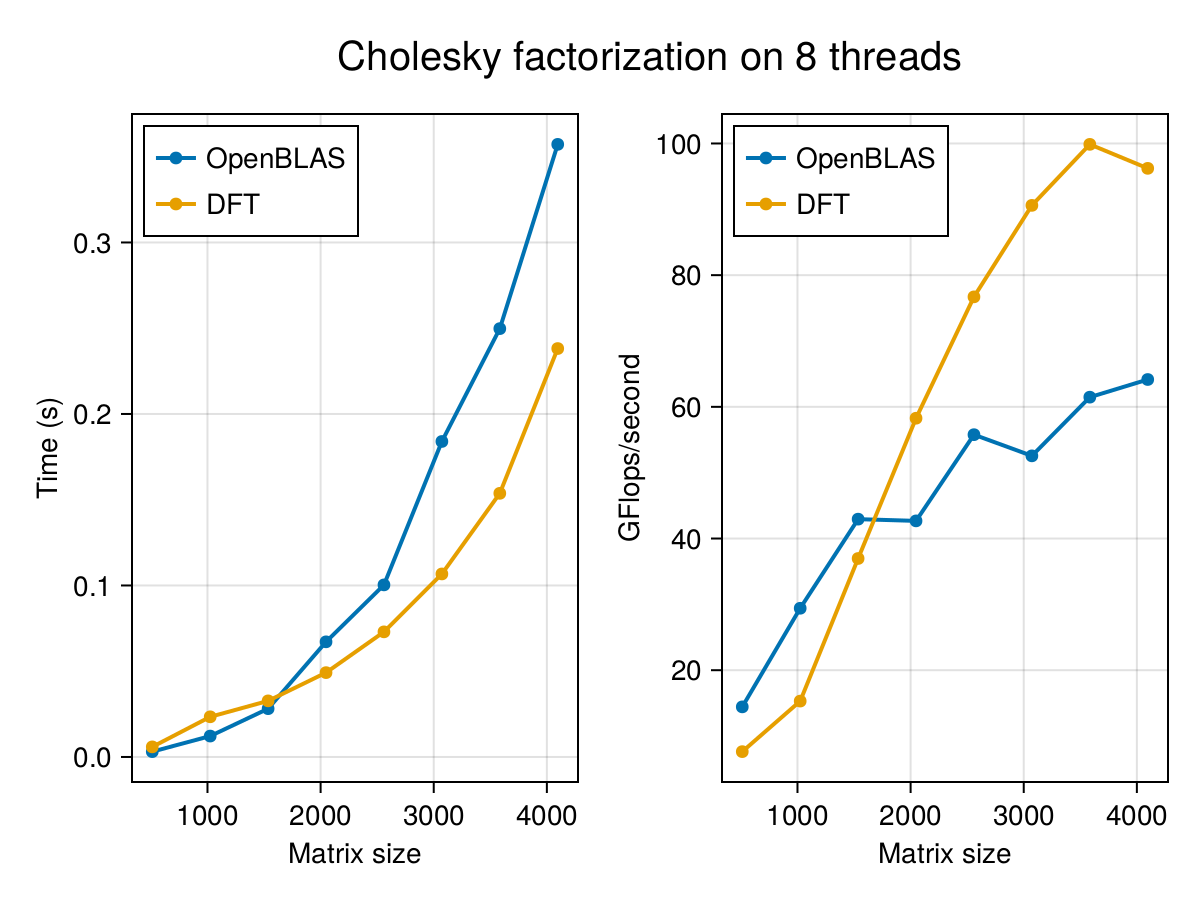 Cholesky factorization on 8 threads
OpenBLAS
DFT
0.3
0.2
0.1
0.0
Time (s)
1000 2000 3000 4000
Matrix size
OpenBLAS
DFT
100
80
60
40
20
GFlops/second
1000 2000 3000 4000
Matrix size